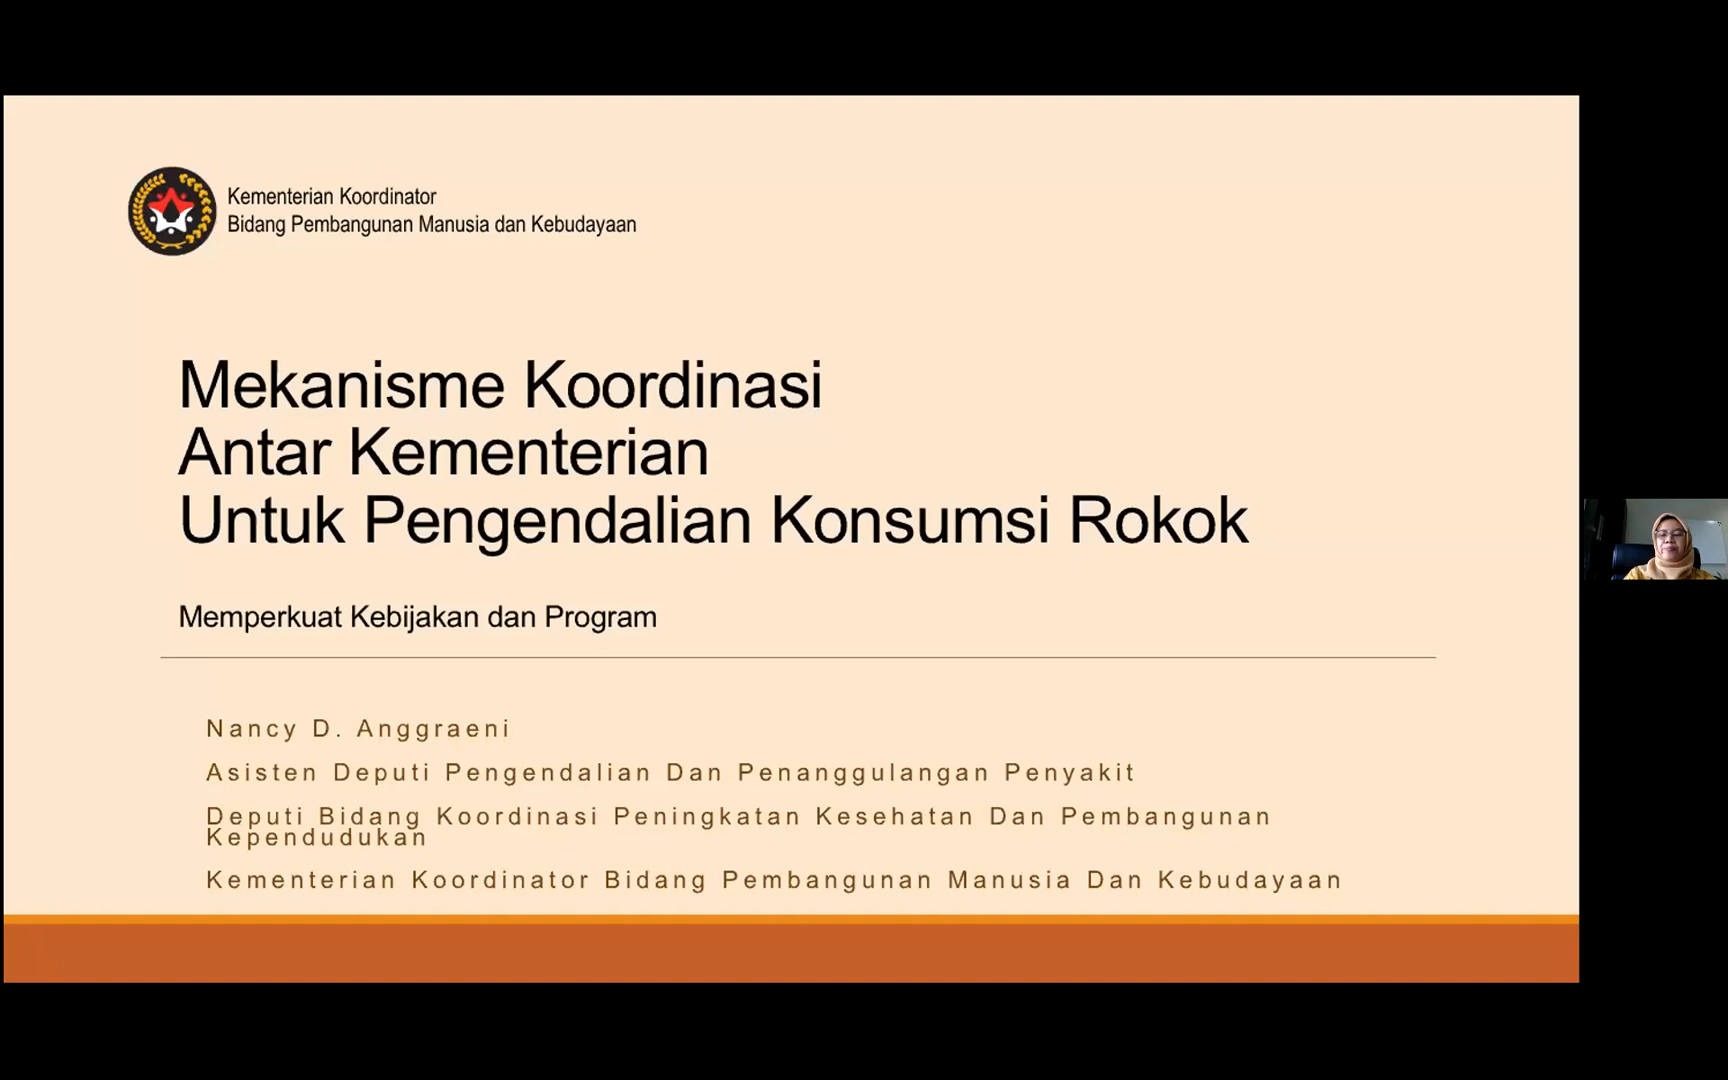 Kementerian Koordinator
Bidang Pembangunan Manusia dan Kebudayaan
Mekanisme Koordinasi
Antar Kementerian
Untuk Pengendalian Konsumsi Rokok
Memperkuat Kebijakan dan Program
Nancy D. Anggraeni
Asisten Deputi Pengendalian Dan Penanggulangan Penyakit
Deputi Bidang Koordinasi Peningkatan Kesehatan Dan Pembangunan
Kependudukan
Kementerian Koordinator Bidang Pembangunan Manusia Dan Kebudayaan